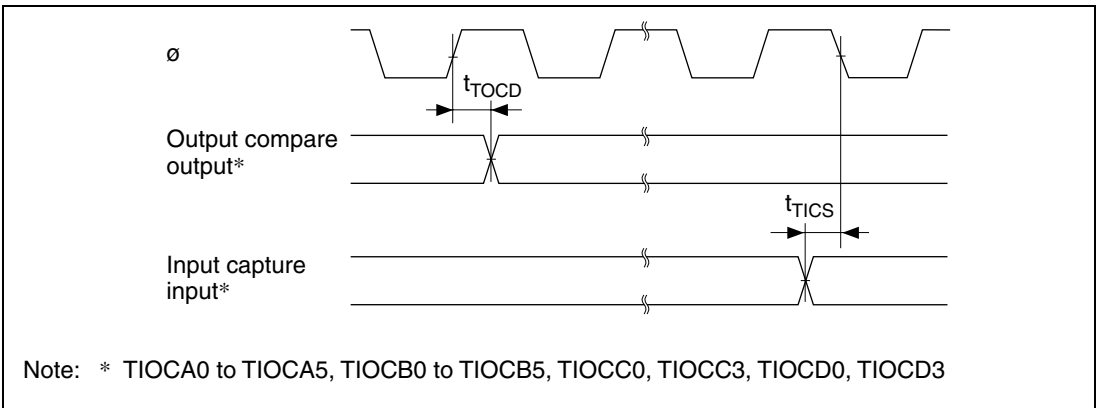 ø
tTOCD
Output compare
output*
tTICS
Input capture
input*
Note: * TIOCA0 to TIOCA5, TIOCB0 to TIOCB5, TIOCC0, TIOCC3, TIOCD0, TIOCD3